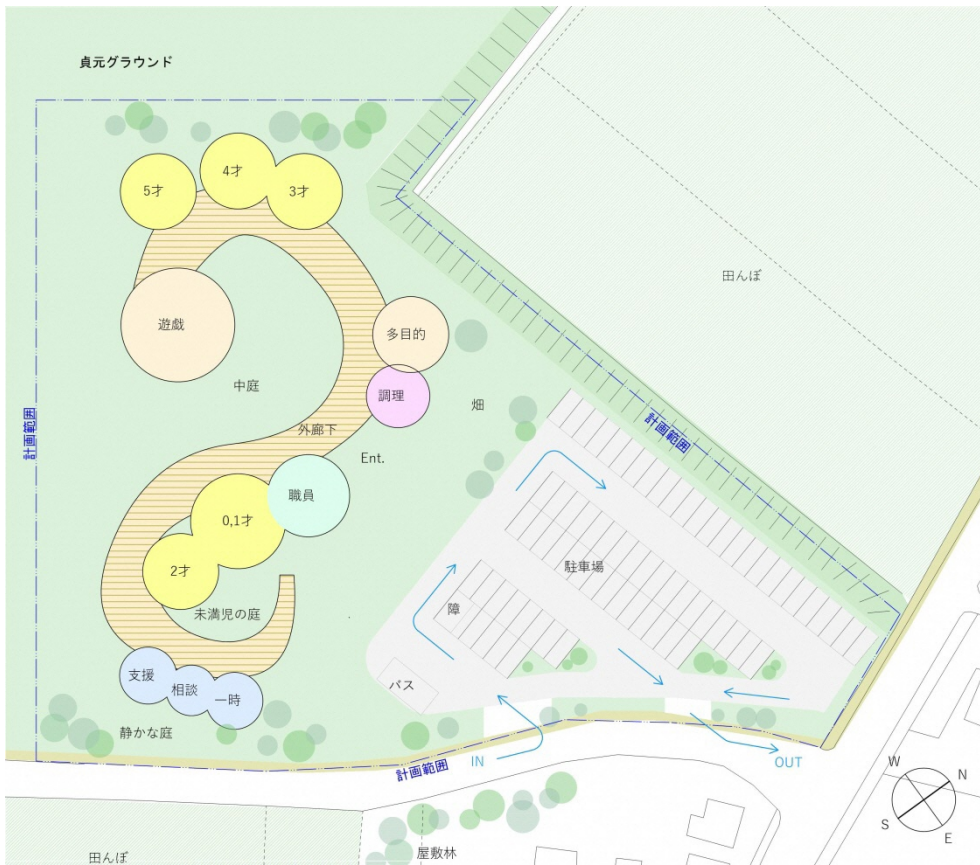 貞元グラウンド
4才
5才
3才
田んぼ
遊戯
多目的
中庭
調理
畑
計画範囲
外廊下
計画範囲
Ent.
職員
0,1才
駐車場
2才
障
未満児の庭
支援
相談
バス
一時
静かな庭
IN
OUT
計画範囲
W
N
S
E
田んぼ
屋敷林